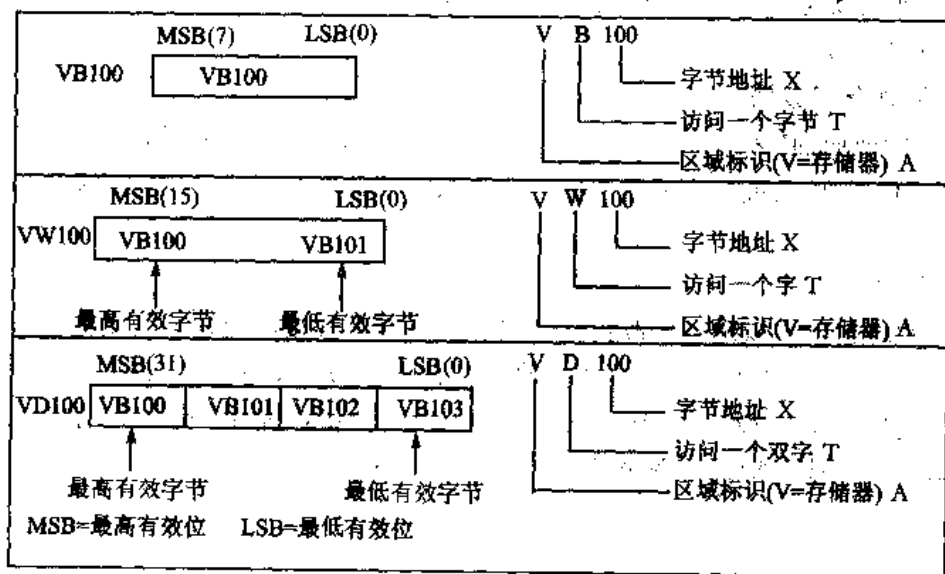 MSB(7) LSB(0) V B 100
VB100 VB100 字节地址 X
访问一个字节 T
区域标识(V=存储器) A
MSB(15) LSB(0) V W 100
VW100 VB100 VB101 字节地址 X
访问一个字 T
最高有效字节 最低有效字节
区域标识(V=存储器) A
MSB(31) LSB(0) V D 100
VD100 VB100 VB101 VB102 VB103 字节地址 X
访问一个双字 T
最高有效字节 最低有效字节 区域标识(V=存储器) A
MSB=最高有效位 LSB=最低有效位